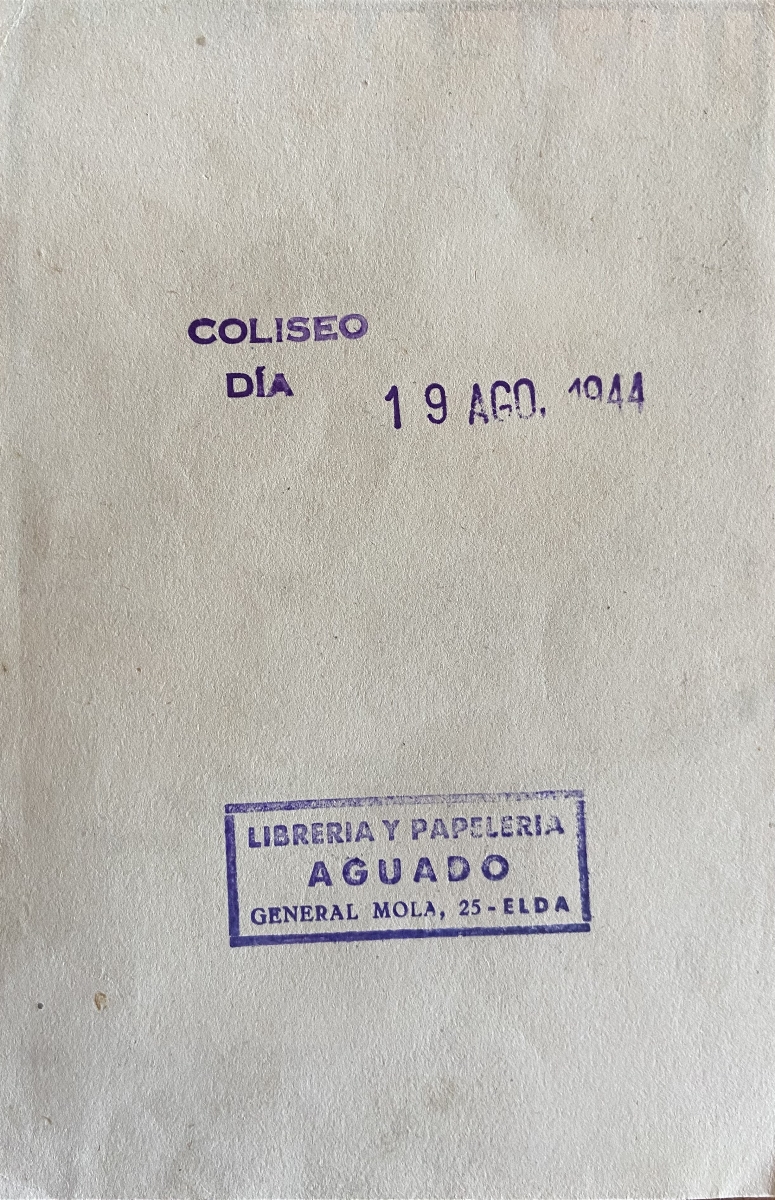 COLISEO
DÍA 19 AGO. 1944
LIBRERIA Y PAPELERIA
AGUADO
GENERAL MOLA, 25-ELDA